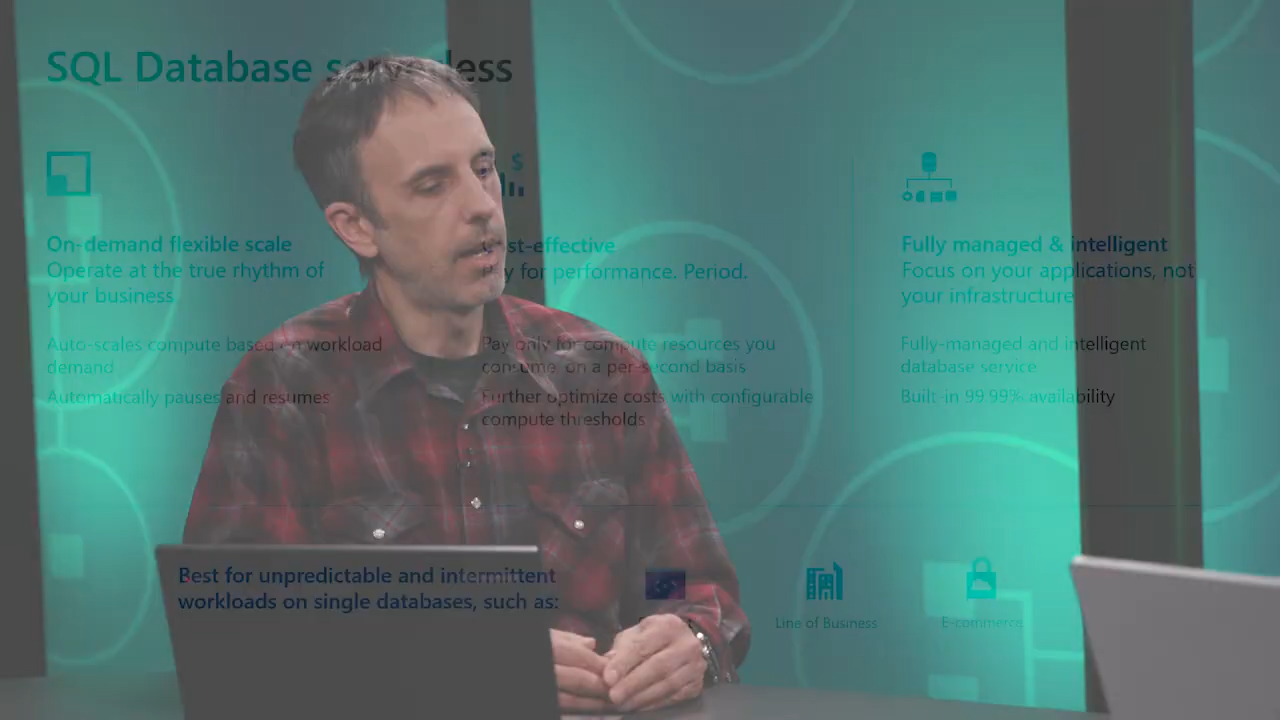 SQL Database serverless
$
On-demand flexible scale
Operate at the true rhythm of
your business
Auto-scales compute based on workload
demand
Automatically pauses and resumes
st-effective
y for performance. Period.
Pay only for compute resources you
consume, on a per-second basis
Further optimize costs with configurable
compute thresholds
Fully managed & intelligent
Focus on your applications, not
your infrastructure
Fully-managed and intelligent
database service
Built-in 99.99% availability
Best for unpredictable and intermittent
workloads on single databases, such as:
Line of Business
E-commerce